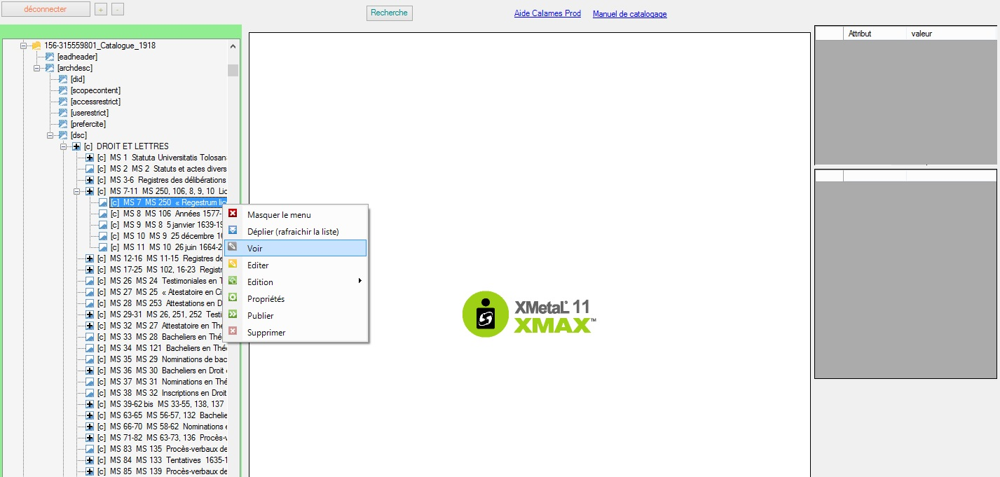 déconnecter
+
-
Recherche
Aide Calames Prod
Manuel de catalogage
156-315559801_Catalogue_1918
[eadheader]
[archdesc]
[did]
[scopecontent]
[accessrestrict]
[userestrict]
[prefercite]
[dsc]
[c] DROIT ET LETTRES
[c] MS 1 Statuta Universitatis Tolosan
[c] MS 2 MS 2 Statuts et actes divers
[c] MS 3-6 Registres des délibérations
[c] MS 7-11 MS 250, 106, 8, 9, 10 Lic
[c] MS 7 MS 250 « Regestrum lic
[c] MS 8 MS 106 Années 1577-
[c] MS 9 MS 8 5 janvier 1639-19
[c] MS 10 MS 9 25 décembre 16
[c] MS 11 MS 10 26 juin 1664-2
[c] MS 12-16 MS 11-15 Registres de
[c] MS 17-25 MS 102, 16-23 Registr
[c] MS 26 MS 24 Testimoniales en T
[c] MS 27 MS 25 « Atestatoire en Ci
[c] MS 28 MS 253 Attestations en D
[c] MS 29-31 MS 26, 251, 252 Testi
[c] MS 32 MS 27 Attestatoire en Thé
[c] MS 33 MS 28 Bacheliers en Thé
[c] MS 34 MS 121 Bacheliers en Théo
[c] MS 35 MS 29 Nominations de bac
[c] MS 36 MS 30 Bacheliers en Droit
[c] MS 37 MS 31 Nominations en Thé
[c] MS 38 MS 32 Inscriptions en Droit
[c] MS 39-62 bis MS 33-55, 138, 137
[c] MS 63-65 MS 56-57, 132 Bachelie
[c] MS 66-70 MS 58-62 Nominations e
[c] MS 71-82 MS 63-73, 136 Procès-v
[c] MS 83 MS 135 Procès-verbaux de
[c] MS 84 MS 133 Tentatives 1635-1
[c] MS 85 MS 139 Procès-verbaux de
Masquer le menu
Déplier (rafraichir la liste)
Voir
Editer
Edition
Propriétés
Publier
Supprimer
XMetaL 11
XMAX™
Attribut
valeur